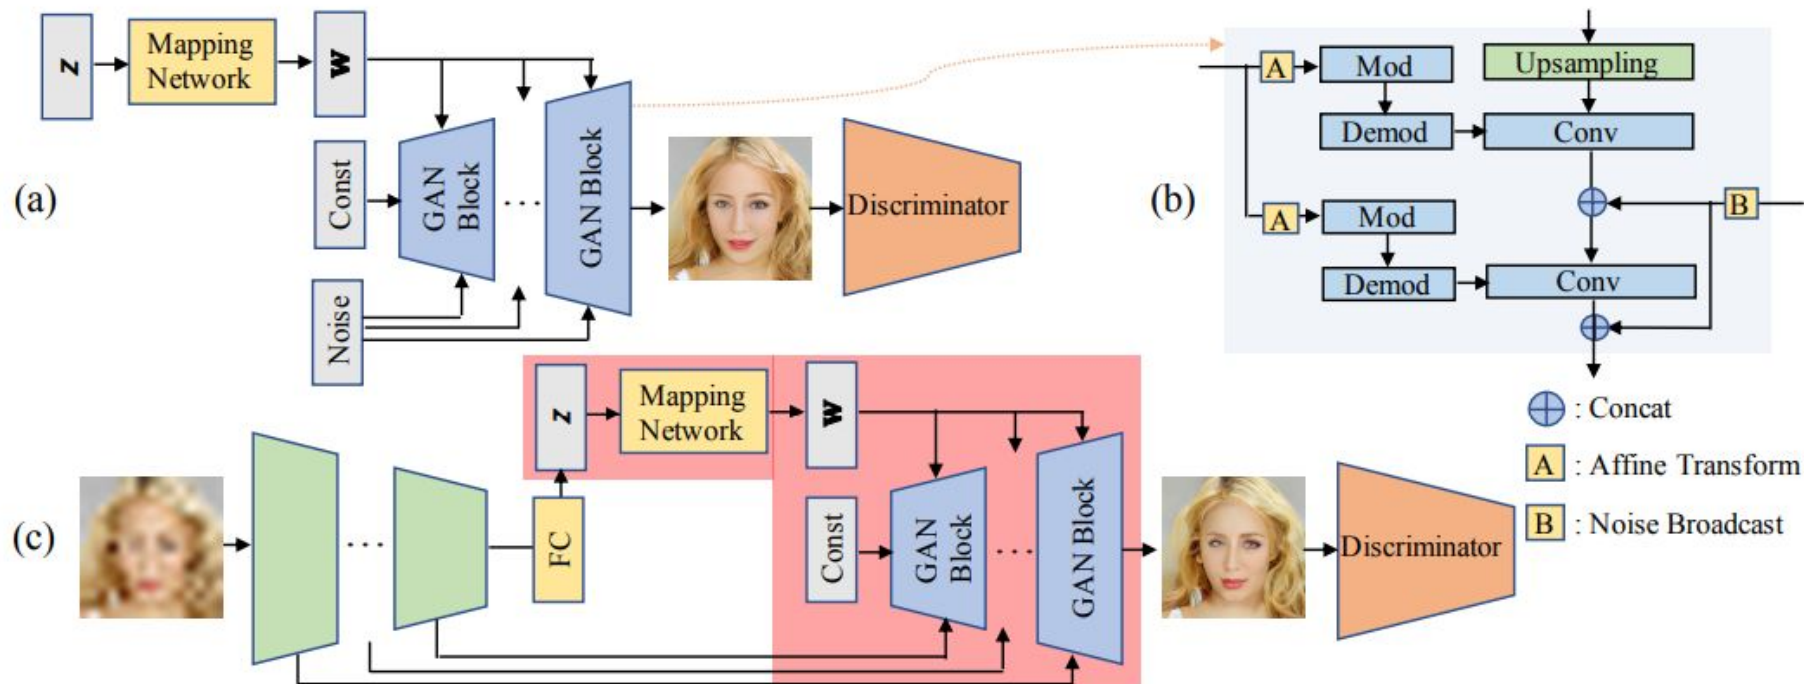 (a)
z
Mapping
Network
w
Const
Noise
GAN
Block
...
GAN Block
Discriminator
(b)
A
Mod
Upsampling
Demod
Conv
B
A
Mod
Demod
Conv
: Concat
A : Affine Transform
B : Noise Broadcast
(c)
...
FC
z
Mapping
Network
w
Const
GAN
Block
...
GAN Block
Discriminator